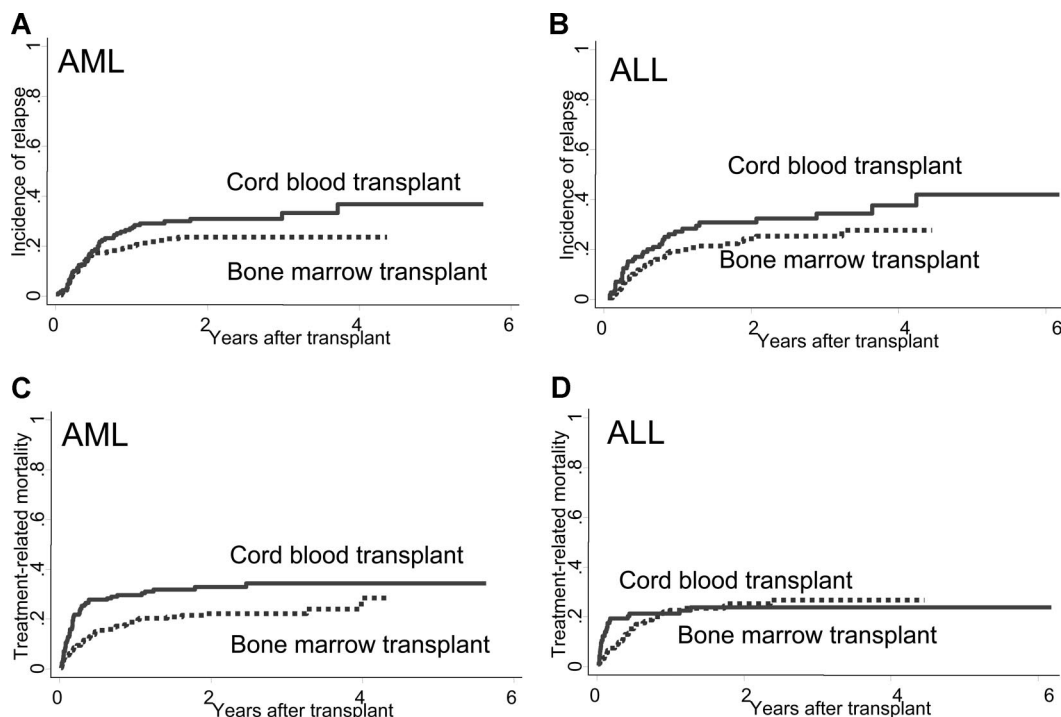 A
AML
Incidence of relapse
1
.8
.6
.4
.2
0
Cord blood transplant
Bone marrow transplant
0 2 4 6
Years after transplant
B
ALL
Incidence of relapse
1
.8
.6
.4
.2
0
Cord blood transplant
Bone marrow transplant
0 2 4 6
Years after transplant
C
AML
Treatment-related mortality
1
.8
.6
.4
.2
0
Cord blood transplant
Bone marrow transplant
0 2 4 6
Years after transplant
D
ALL
Treatment-related mortality
1
.8
.6
.4
.2
0
Cord blood transplant
Bone marrow transplant
0 2 4 6
Years after transplant